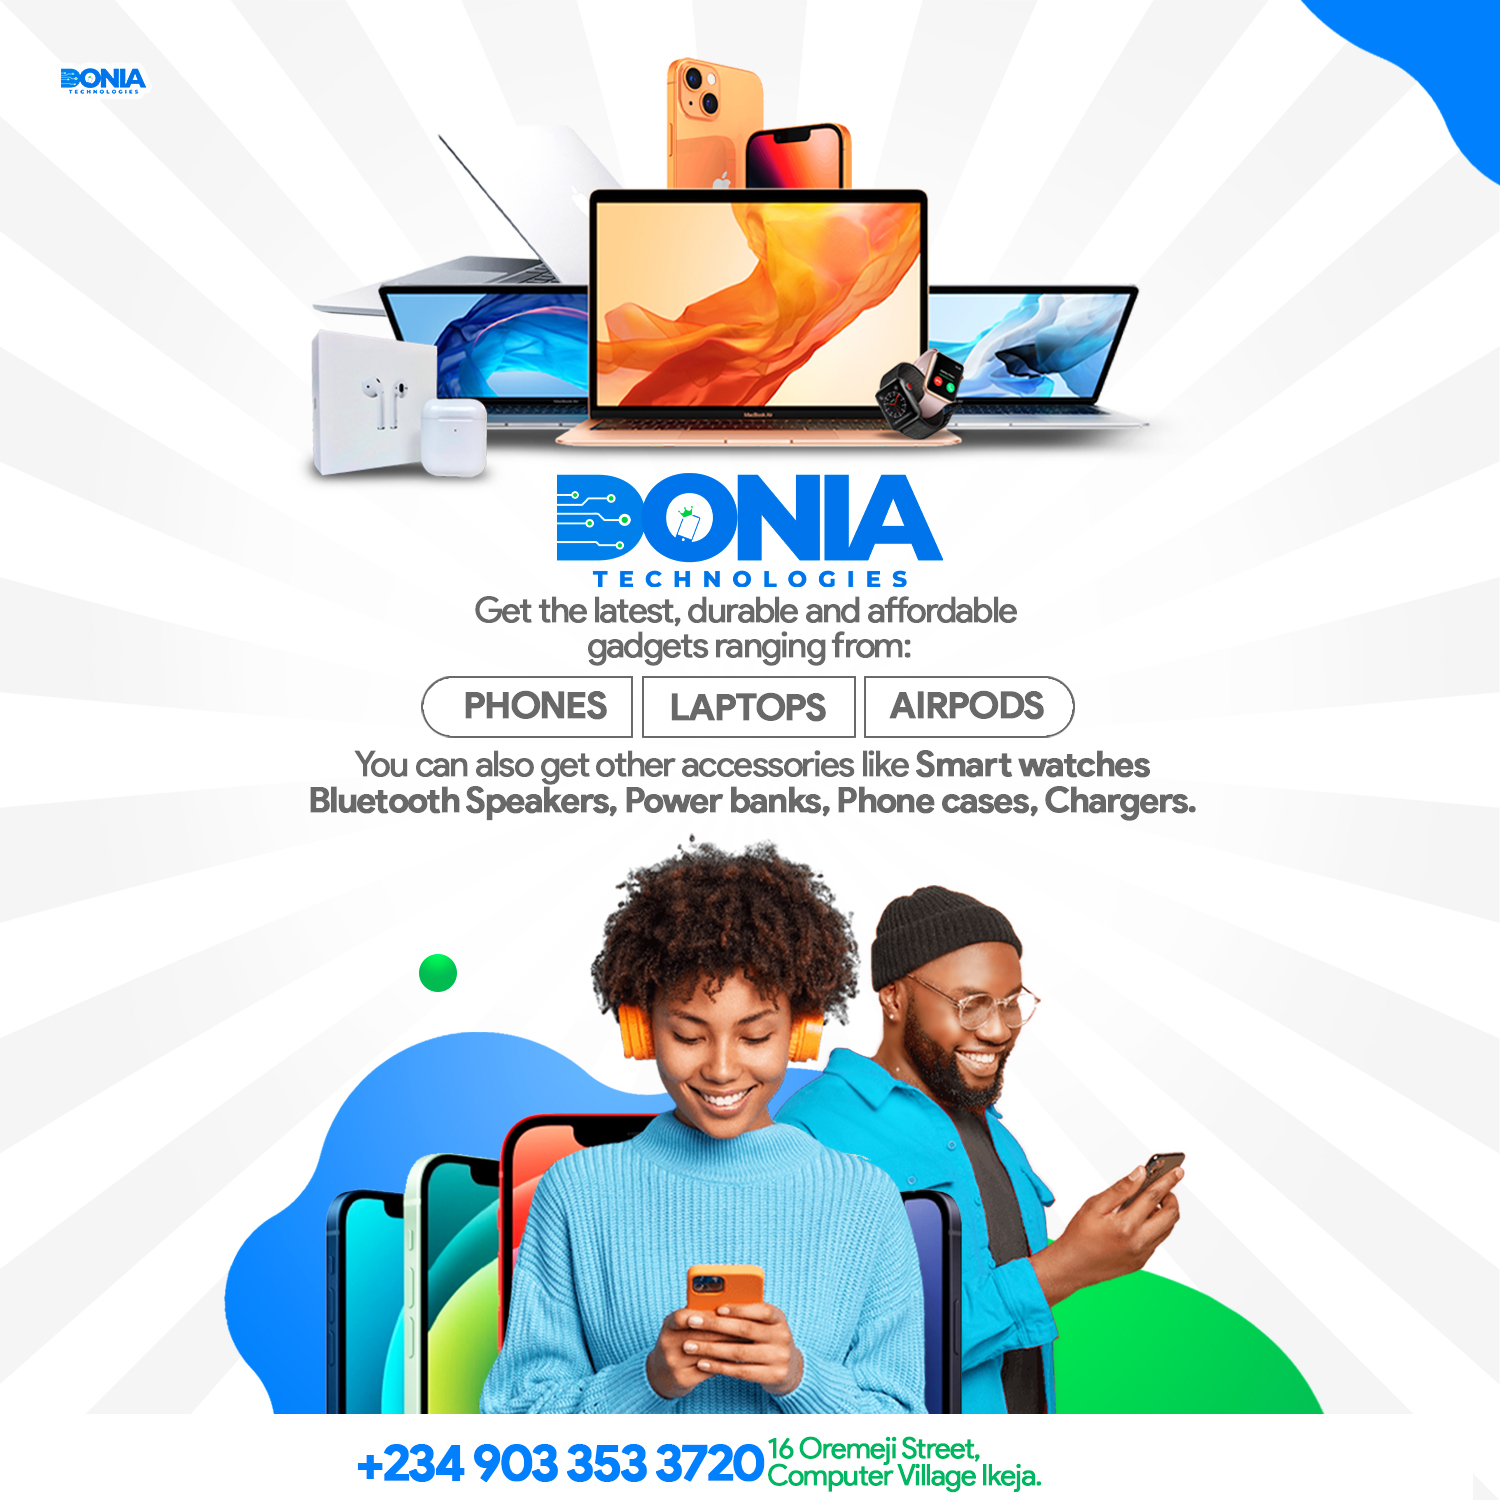 DONIA
TECHNOLOGIES
DONIA
TECHNOLOGIES
Get the latest, durable and affordable
gadgets ranging from:
PHONES LAPTOPS AIRPODS
You can also get other accessories like Smart watches
Bluetooth Speakers, Power banks, Phone cases, Chargers.
+234 903 353 3720
16 Oremeji Street,
Computer Village Ikeja.